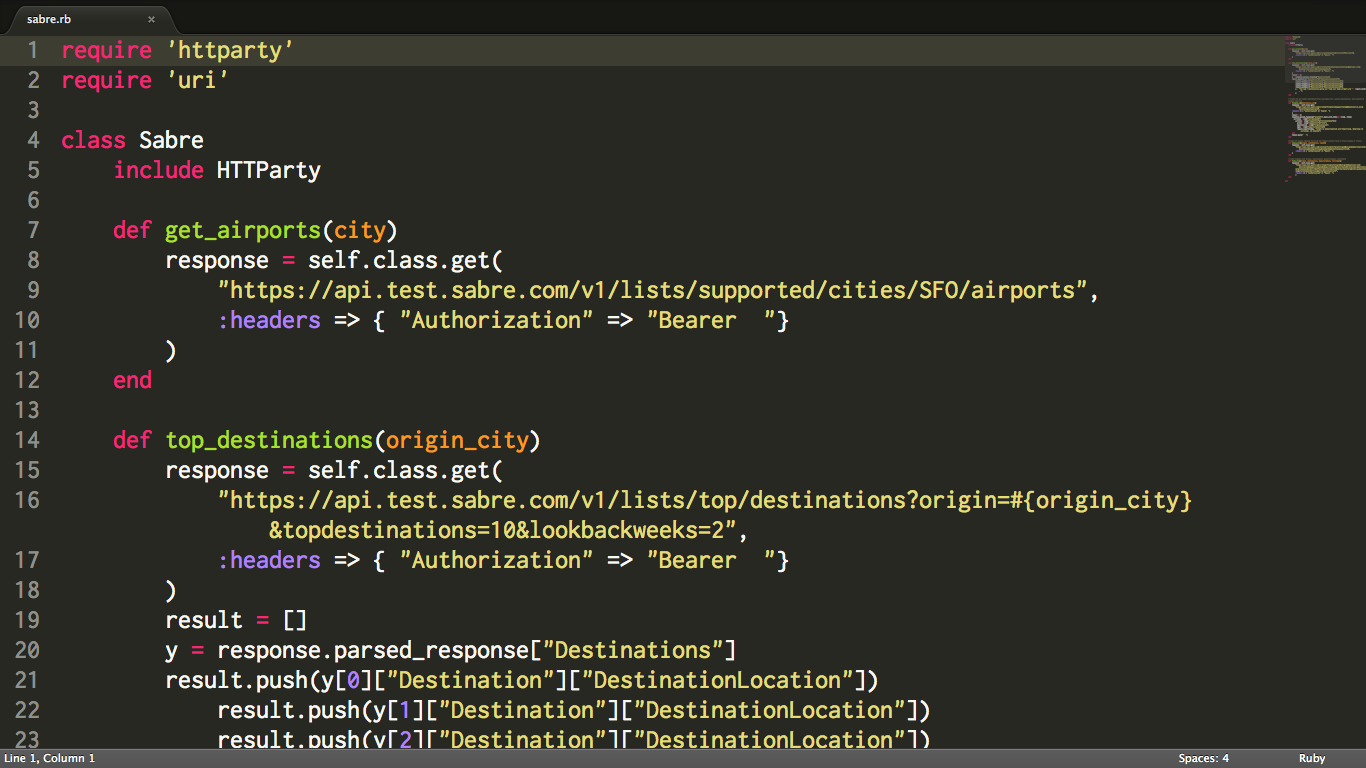 sabre.rb ×
1 require 'httparty'
2 require 'uri'
3
4 class Sabre
5     include HTTParty
6
7     def get_airports(city)
8         response = self.class.get(
9             "https://api.test.sabre.com/v1/lists/supported/cities/SFO/airports",
10             :headers => { "Authorization" => "Bearer  "}
11         )
12     end
13
14     def top_destinations(origin_city)
15         response = self.class.get(
16             "https://api.test.sabre.com/v1/lists/top/destinations?origin=#{origin_city}
                &topdestinations=10&lookbackweeks=2",
17             :headers => { "Authorization" => "Bearer  "}
18         )
19         result = []
20         y = response.parsed_response["Destinations"]
21         result.push(y[0]["Destination"]["DestinationLocation"])
22             result.push(y[1]["Destination"]["DestinationLocation"])
23             result.push(y[2]["Destination"]["DestinationLocation"])
Line 1, Column 1 Spaces: 4 Ruby